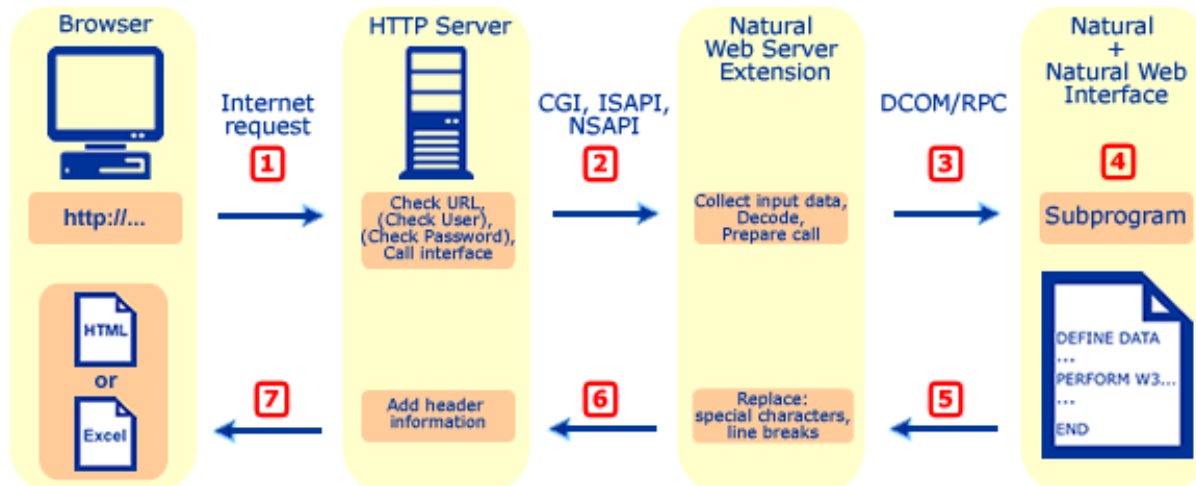 Browser
http://...
Internet
request
1
HTTP Server
Check URL,
(Check User),
(Check Password),
Call interface
CGI, ISAPI,
NSAPI
2
Natural
Web Server
Extension
Collect input data,
Decode,
Prepare call
DCOM/RPC
3
Natural
+
Natural Web
Interface
4
Subprogram
DEFINE DATA
...
PERFORM W3...
...
END
5
Replace:
special characters,
line breaks
6
Add header
information
7
HTML
or
Excel